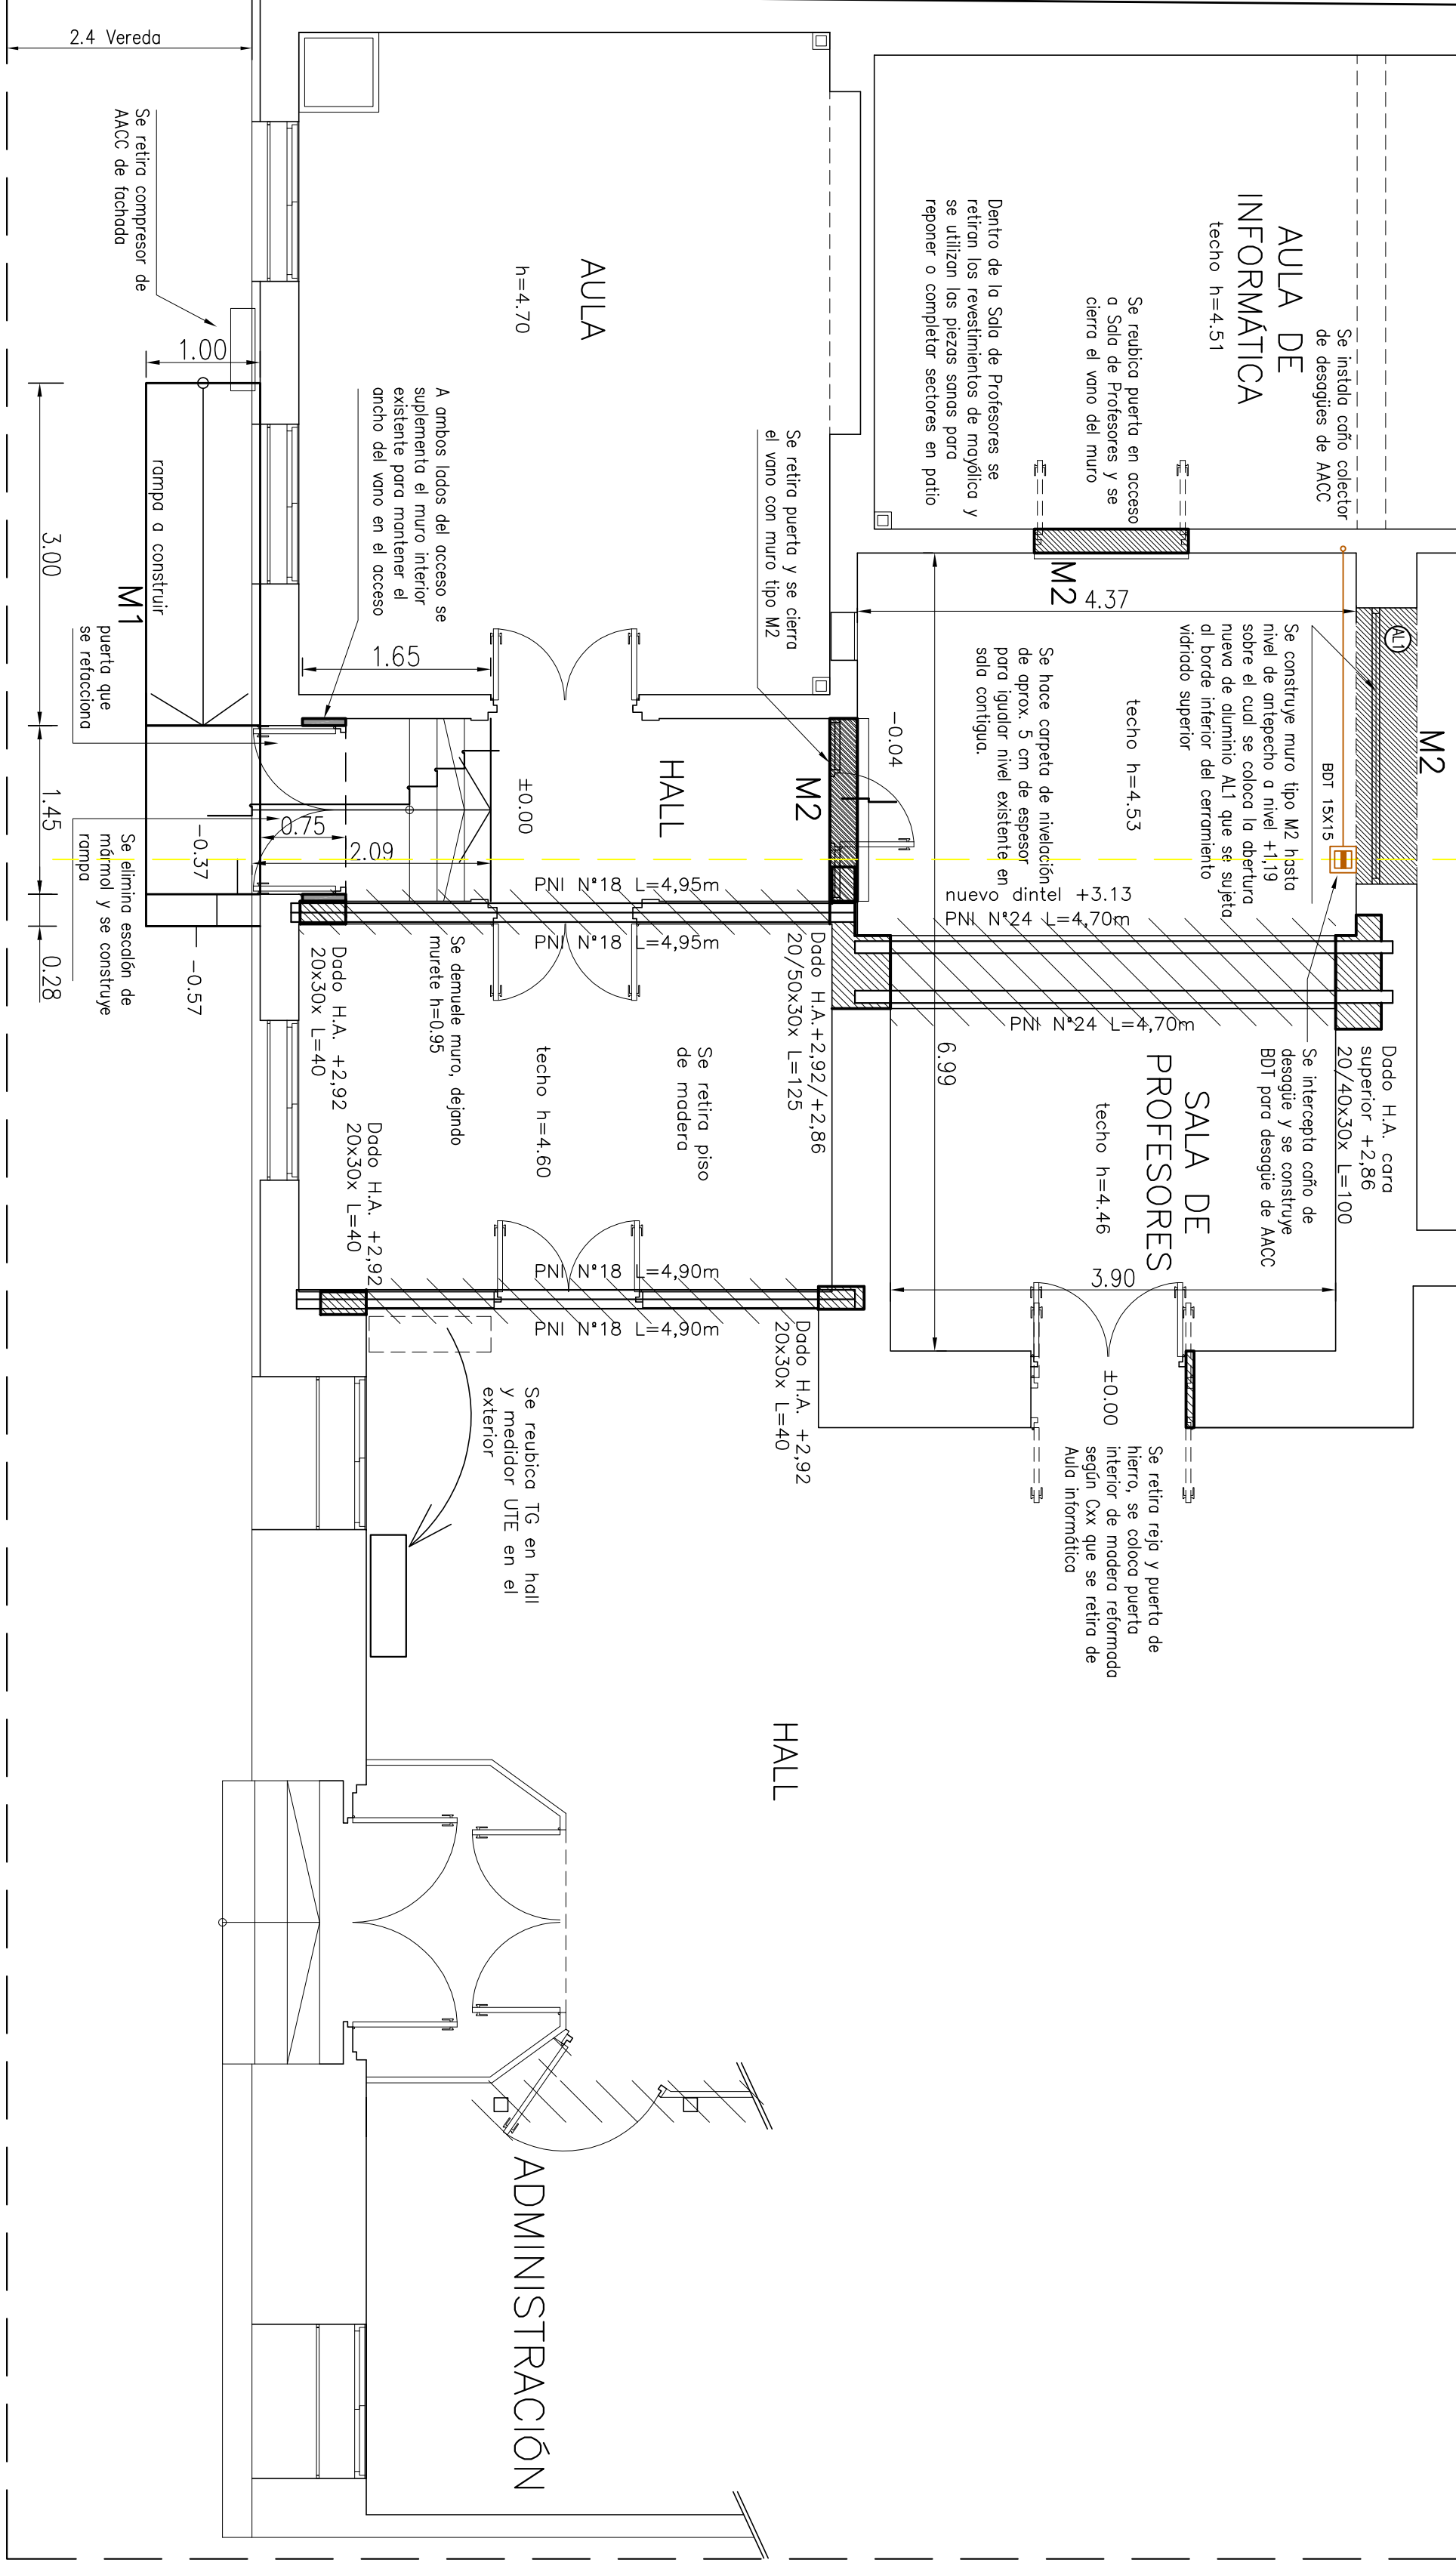 2.4 Vereda
Se retira compresor de
AACC de fachada
1.00
3.00
rampa a construir
M1
puerta que
se refacciona
1.45
-0.37
Se elimina escalón de
mármol y se construye
rampa
0.28
-0.57
AULA
h=4.70
A ambos lados del acceso se
suplementa el muro interior
existente para mantener el
ancho del vano en el acceso
1.65
0.75
2.09
±0.00
HALL
Se retira puerta y se cierra
el vano con muro tipo M2
M2
-0.04
AULA DE
INFORMÁTICA
techo h=4.51
Se instala caño colector
de desagües de AACC
Se reubica puerta en acceso
a Sala de Profesores y se
cierra el vano del muro
Dentro de la Sala de Profesores se
retiran los revestimientos de mayólica y
se utilizan las piezas sanas para
reponer o completar sectores en patio
M2
4.37
AL1
M2
Se construye muro tipo M2 hasta
nivel de antepecho a nivel +1,19
sobre el cual se coloca la abertura
nueva de aluminio AL1 que se sujeta
al borde inferior del cerramiento
vidriado superior
BDT 15X15
techo h=4.53
Se hace carpeta de nivelación
de aprox. 5 cm de espesor
para igualar nivel existente en
sala contigua.
nuevo dintel +3.13
PNI N°24 L=4,70m
PNI N°24 L=4,70m
6.99
PNI N°18 L=4,95m
PNI N°18 L=4,95m
Dado H.A.+2,92/+2,86
20/50x30x L=125
Dado H.A. +2,92
20x30x L=40
Se demuele muro, dejando
murete h=0.95
techo h=4.60
Se retira piso
de madera
Dado H.A. +2,92
20x30x L=40
PNI N°18 L=4,90m
PNI N°18 L=4,90m
Dado H.A. +2,92
20x30x L=40
Dado H.A. cara
superior +2,86
20/40x30x L=100
Se intercepta caño de
desagüe y se construye
BDT para desagüe de AACC
SALA DE
PROFESORES
techo h=4.46
3.90
±0.00
Se retira reja y puerta de
hierro, se coloca puerta
interior de madera reformada
según Cxx que se retira de
Aula informática
Se reubica TG en hall
y medidor UTE en el
exterior
HALL
ADMINISTRACIÓN